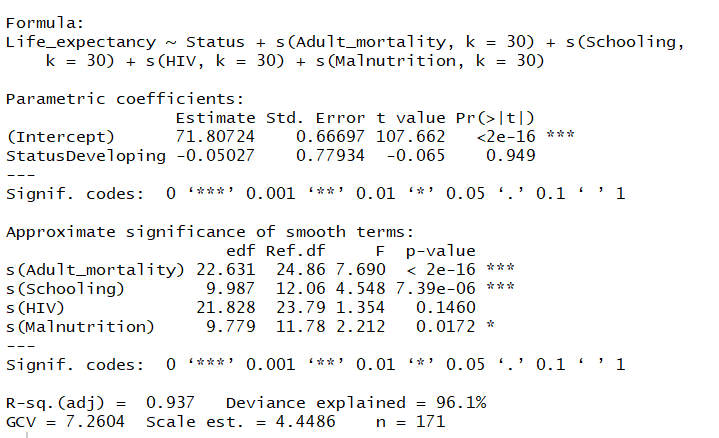 Formula:
Life_expectancy ~ Status + s(Adult_mortality, k = 30) + s(Schooling,
    k = 30) + s(HIV, k = 30) + s(Malnutrition, k = 30)

Parametric coefficients:
                 Estimate Std. Error t value Pr(>|t|)
(Intercept)      71.80724    0.66697 107.662   <2e-16 ***
StatusDeveloping -0.05027    0.77934  -0.065    0.949
---
Signif. codes:  0 ‘***’ 0.001 ‘**’ 0.01 ‘*’ 0.05 ‘.’ 0.1 ‘ ’ 1

Approximate significance of smooth terms:
                      edf Ref.df     F  p-value
s(Adult_mortality) 22.631  24.86 7.690  < 2e-16 ***
s(Schooling)        9.987  12.06 4.548 7.39e-06 ***
s(HIV)             21.828  23.79 1.354   0.1460
s(Malnutrition)     9.779  11.78 2.212   0.0172 *
---
Signif. codes:  0 ‘***’ 0.001 ‘**’ 0.01 ‘*’ 0.05 ‘.’ 0.1 ‘ ’ 1

R-sq.(adj) =  0.937   Deviance explained = 96.1%
GCV = 7.2604  Scale est. = 4.4486    n = 171